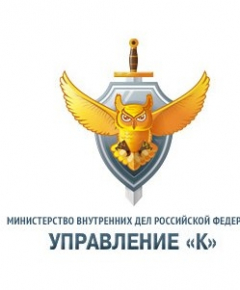 МИНИСТЕРСТВО ВНУТРЕННИХ ДЕЛ РОССИЙСКОЙ ФЕДЕР
УПРАВЛЕНИЕ «К»